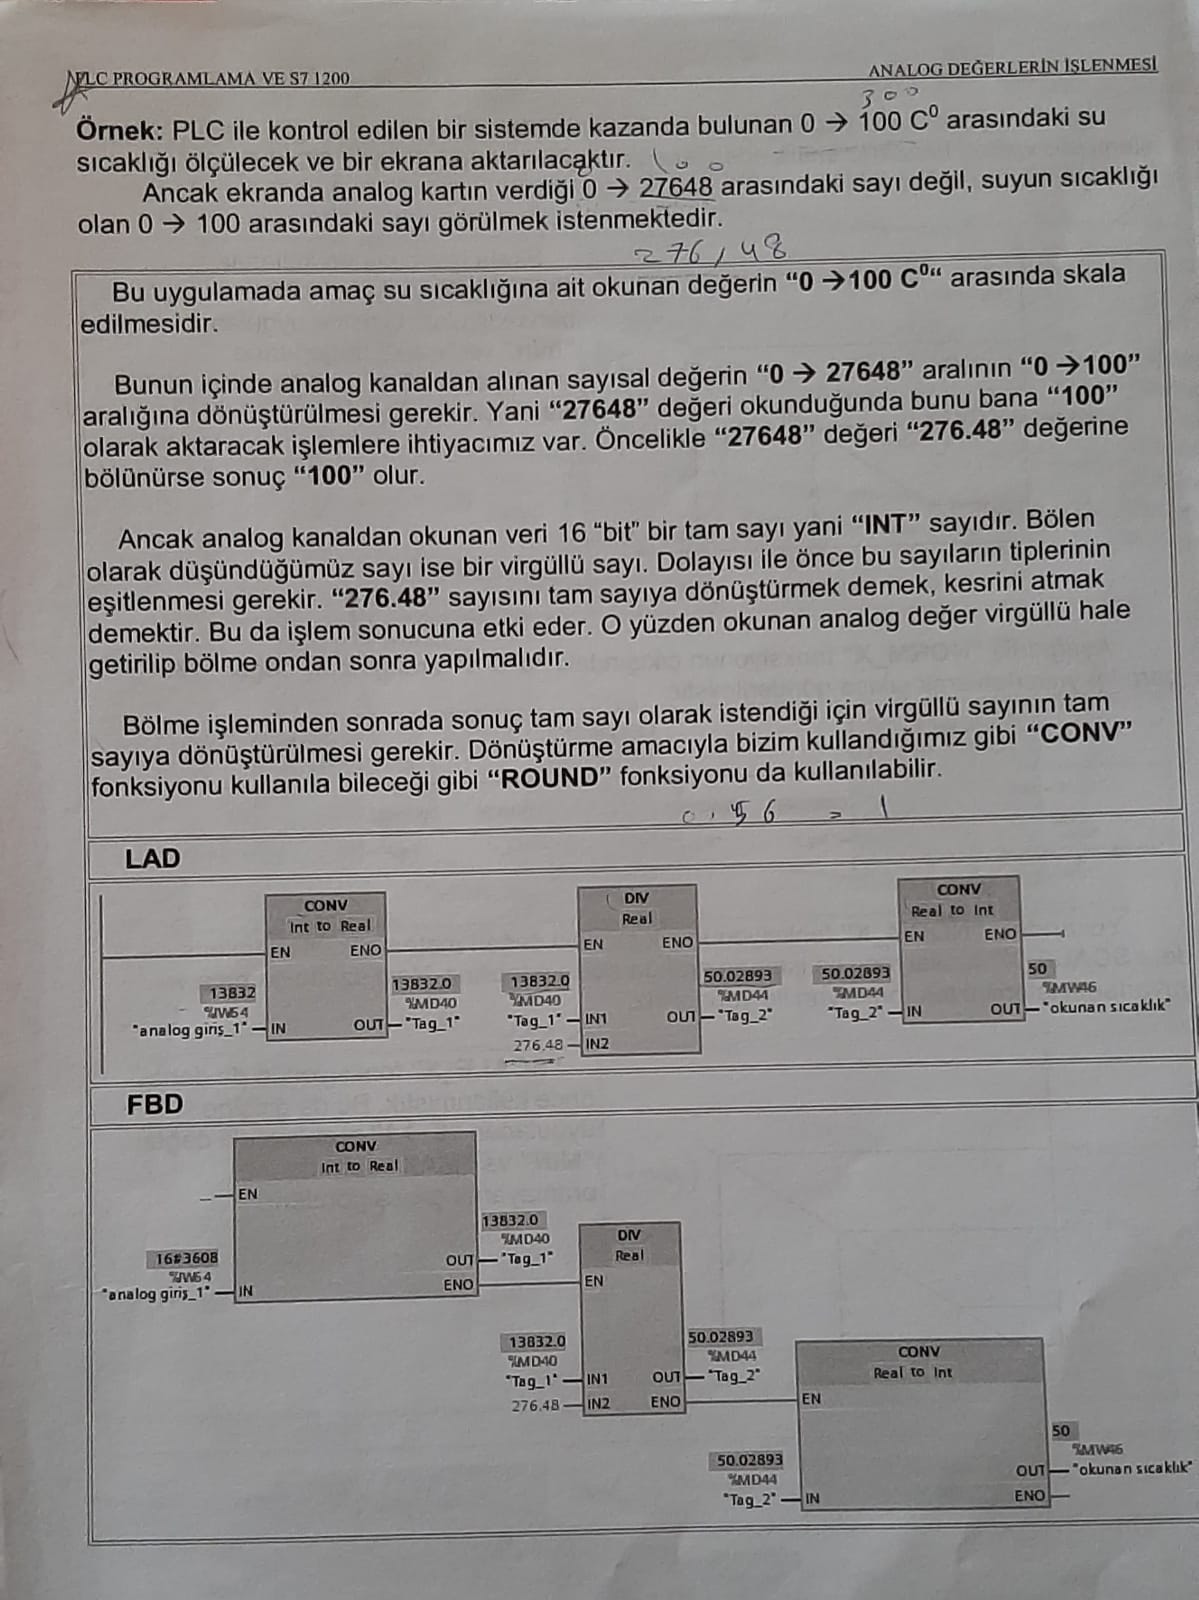 PLC PROGRAMLAMA VE S7 1200
ANALOG DEĞERLERİN İŞLENMESİ
300
Örnek: PLC ile kontrol edilen bir sistemde kazanda bulunan 0 → 100 C⁰ arasındaki su
sıcaklığı ölçülecek ve bir ekrana aktarılacaktır.
100
Ancak ekranda analog kartın verdiği 0 → 27648 arasındaki sayı değil, suyun sıcaklığı
olan 0 → 100 arasındaki sayı görülmek istenmektedir.
276,48
Bu uygulamada amaç su sıcaklığına ait okunan değerin “0 →100 C⁰“ arasında skala
edilmesidir.
Bunun içinde analog kanaldan alınan sayısal değerin “0 → 27648” aralının “0 →100”
aralığına dönüştürülmesi gerekir. Yani “27648” değeri okunduğunda bunu bana “100”
olarak aktaracak işlemlere ihtiyacımız var. Öncelikle “27648” değeri “276.48” değerine
bölünürse sonuç “100” olur.
Ancak analog kanaldan okunan veri 16 “bit” bir tam sayı yani “INT” sayıdır. Bölen
olarak düşündüğümüz sayı ise bir virgüllü sayı. Dolayısı ile önce bu sayıların tiplerinin
eşitlenmesi gerekir. “276.48” sayısını tam sayıya dönüştürmek demek, kesrini atmak
demektir. Bu da işlem sonucuna etki eder. O yüzden okunan analog değer virgüllü hale
getirilip bölme ondan sonra yapılmalıdır.
Bölme işleminden sonrada sonuç tam sayı olarak istendiği için virgüllü sayının tam
sayıya dönüştürülmesi gerekir. Dönüştürme amacıyla bizim kullandığımız gibi “CONV”
fonksiyonu kullanıla bileceği gibi “ROUND” fonksiyonu da kullanılabilir.
0.56 = 1
LAD
CONV
Int to Real
EN ENO
13832
%IW64
"analog giriş_1" IN
13832.0
%MD40
OUT "Tag_1"
DIV
Real
EN ENO
13832.0
%MD40
"Tag_1" IN1
276.48 IN2
50.02893
%MD44
OUT "Tag_2"
CONV
Real to Int
EN ENO
50.02893
%MD44
"Tag_2" IN
50
%MW46
OUT "okunan sıcaklık"
FBD
CONV
Int to Real
EN
16#3608
%IW64
"analog giriş_1" IN
13832.0
%MD40
OUT "Tag_1"
ENO
DIV
Real
EN
13832.0
%MD40
"Tag_1" IN1
276.48 IN2
50.02893
%MD44
OUT "Tag_2"
ENO
CONV
Real to Int
EN
50.02893
%MD44
"Tag_2" IN
50
%MW46
OUT "okunan sıcaklık"
ENO